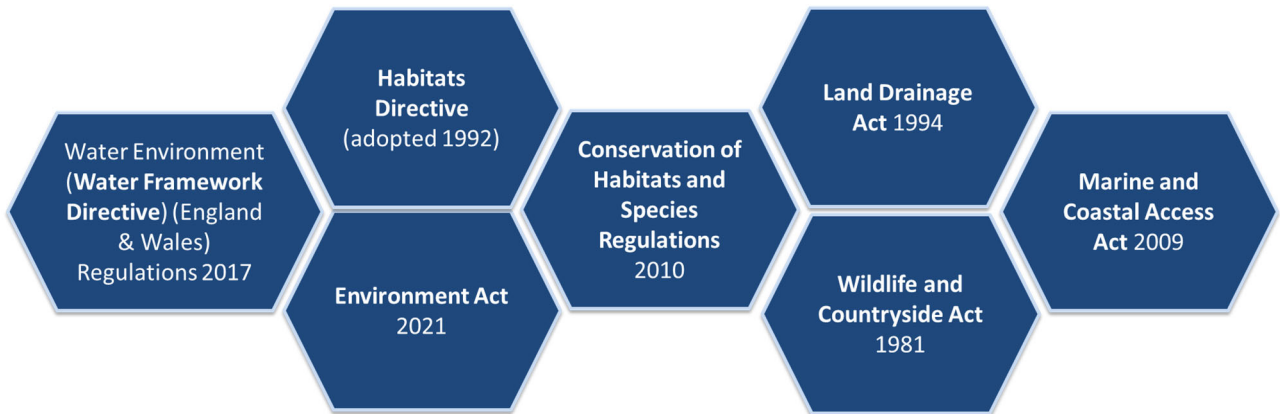 Water Environment
(Water Framework
Directive) (England
& Wales)
Regulations 2017
Habitats
Directive
(adopted 1992)
Environment Act
2021
Conservation of
Habitats and
Species
Regulations
2010
Land Drainage
Act 1994
Wildlife and
Countryside Act
1981
Marine and
Coastal Access
Act 2009